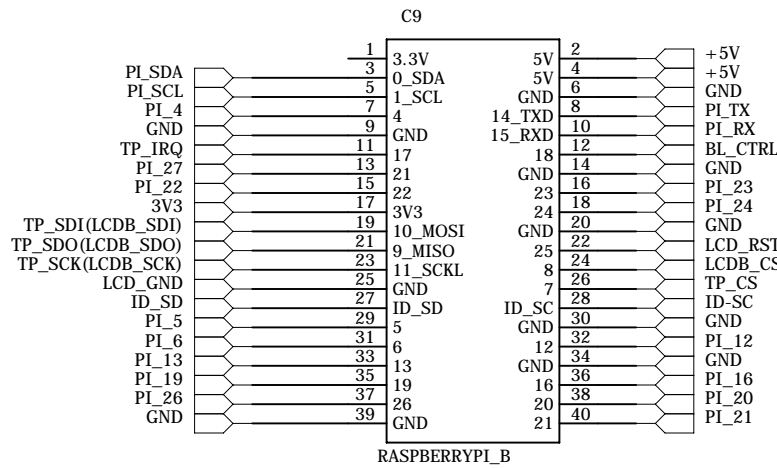 C9
1 3.3V 5V 2 +5V
PI_SDA 3 0_SDA 5V 4 +5V
PI_SCL 5 1_SCL GND 6 GND
PI_4 7 4 14_TXD 8 PI_TX
GND 9 GND 15_RXD 10 PI_RX
TP_IRQ 11 17 18 12 BL_CTRL
PI_27 13 21 GND 14 GND
PI_22 15 22 23 16 PI_23
3V3 17 3V3 24 18 PI_24
TP_SDI(LCDB_SDI) 19 10_MOSI GND 20 GND
TP_SDO(LCDB_SDO) 21 9_MISO 25 22 LCD_RST
TP_SCK(LCDB_SCK) 23 11_SCKL 8 24 LCDB_CS
LCD_GND 25 GND 7 26 TP_CS
ID_SD 27 ID_SD ID_SC 28 ID-SC
PI_5 29 5 GND 30 GND
PI_6 31 6 12 32 PI_12
PI_13 33 13 GND 34 GND
PI_19 35 19 16 36 PI_16
PI_26 37 26 20 38 PI_20
GND 39 GND 21 40 PI_21
RASPBERRYPI_B